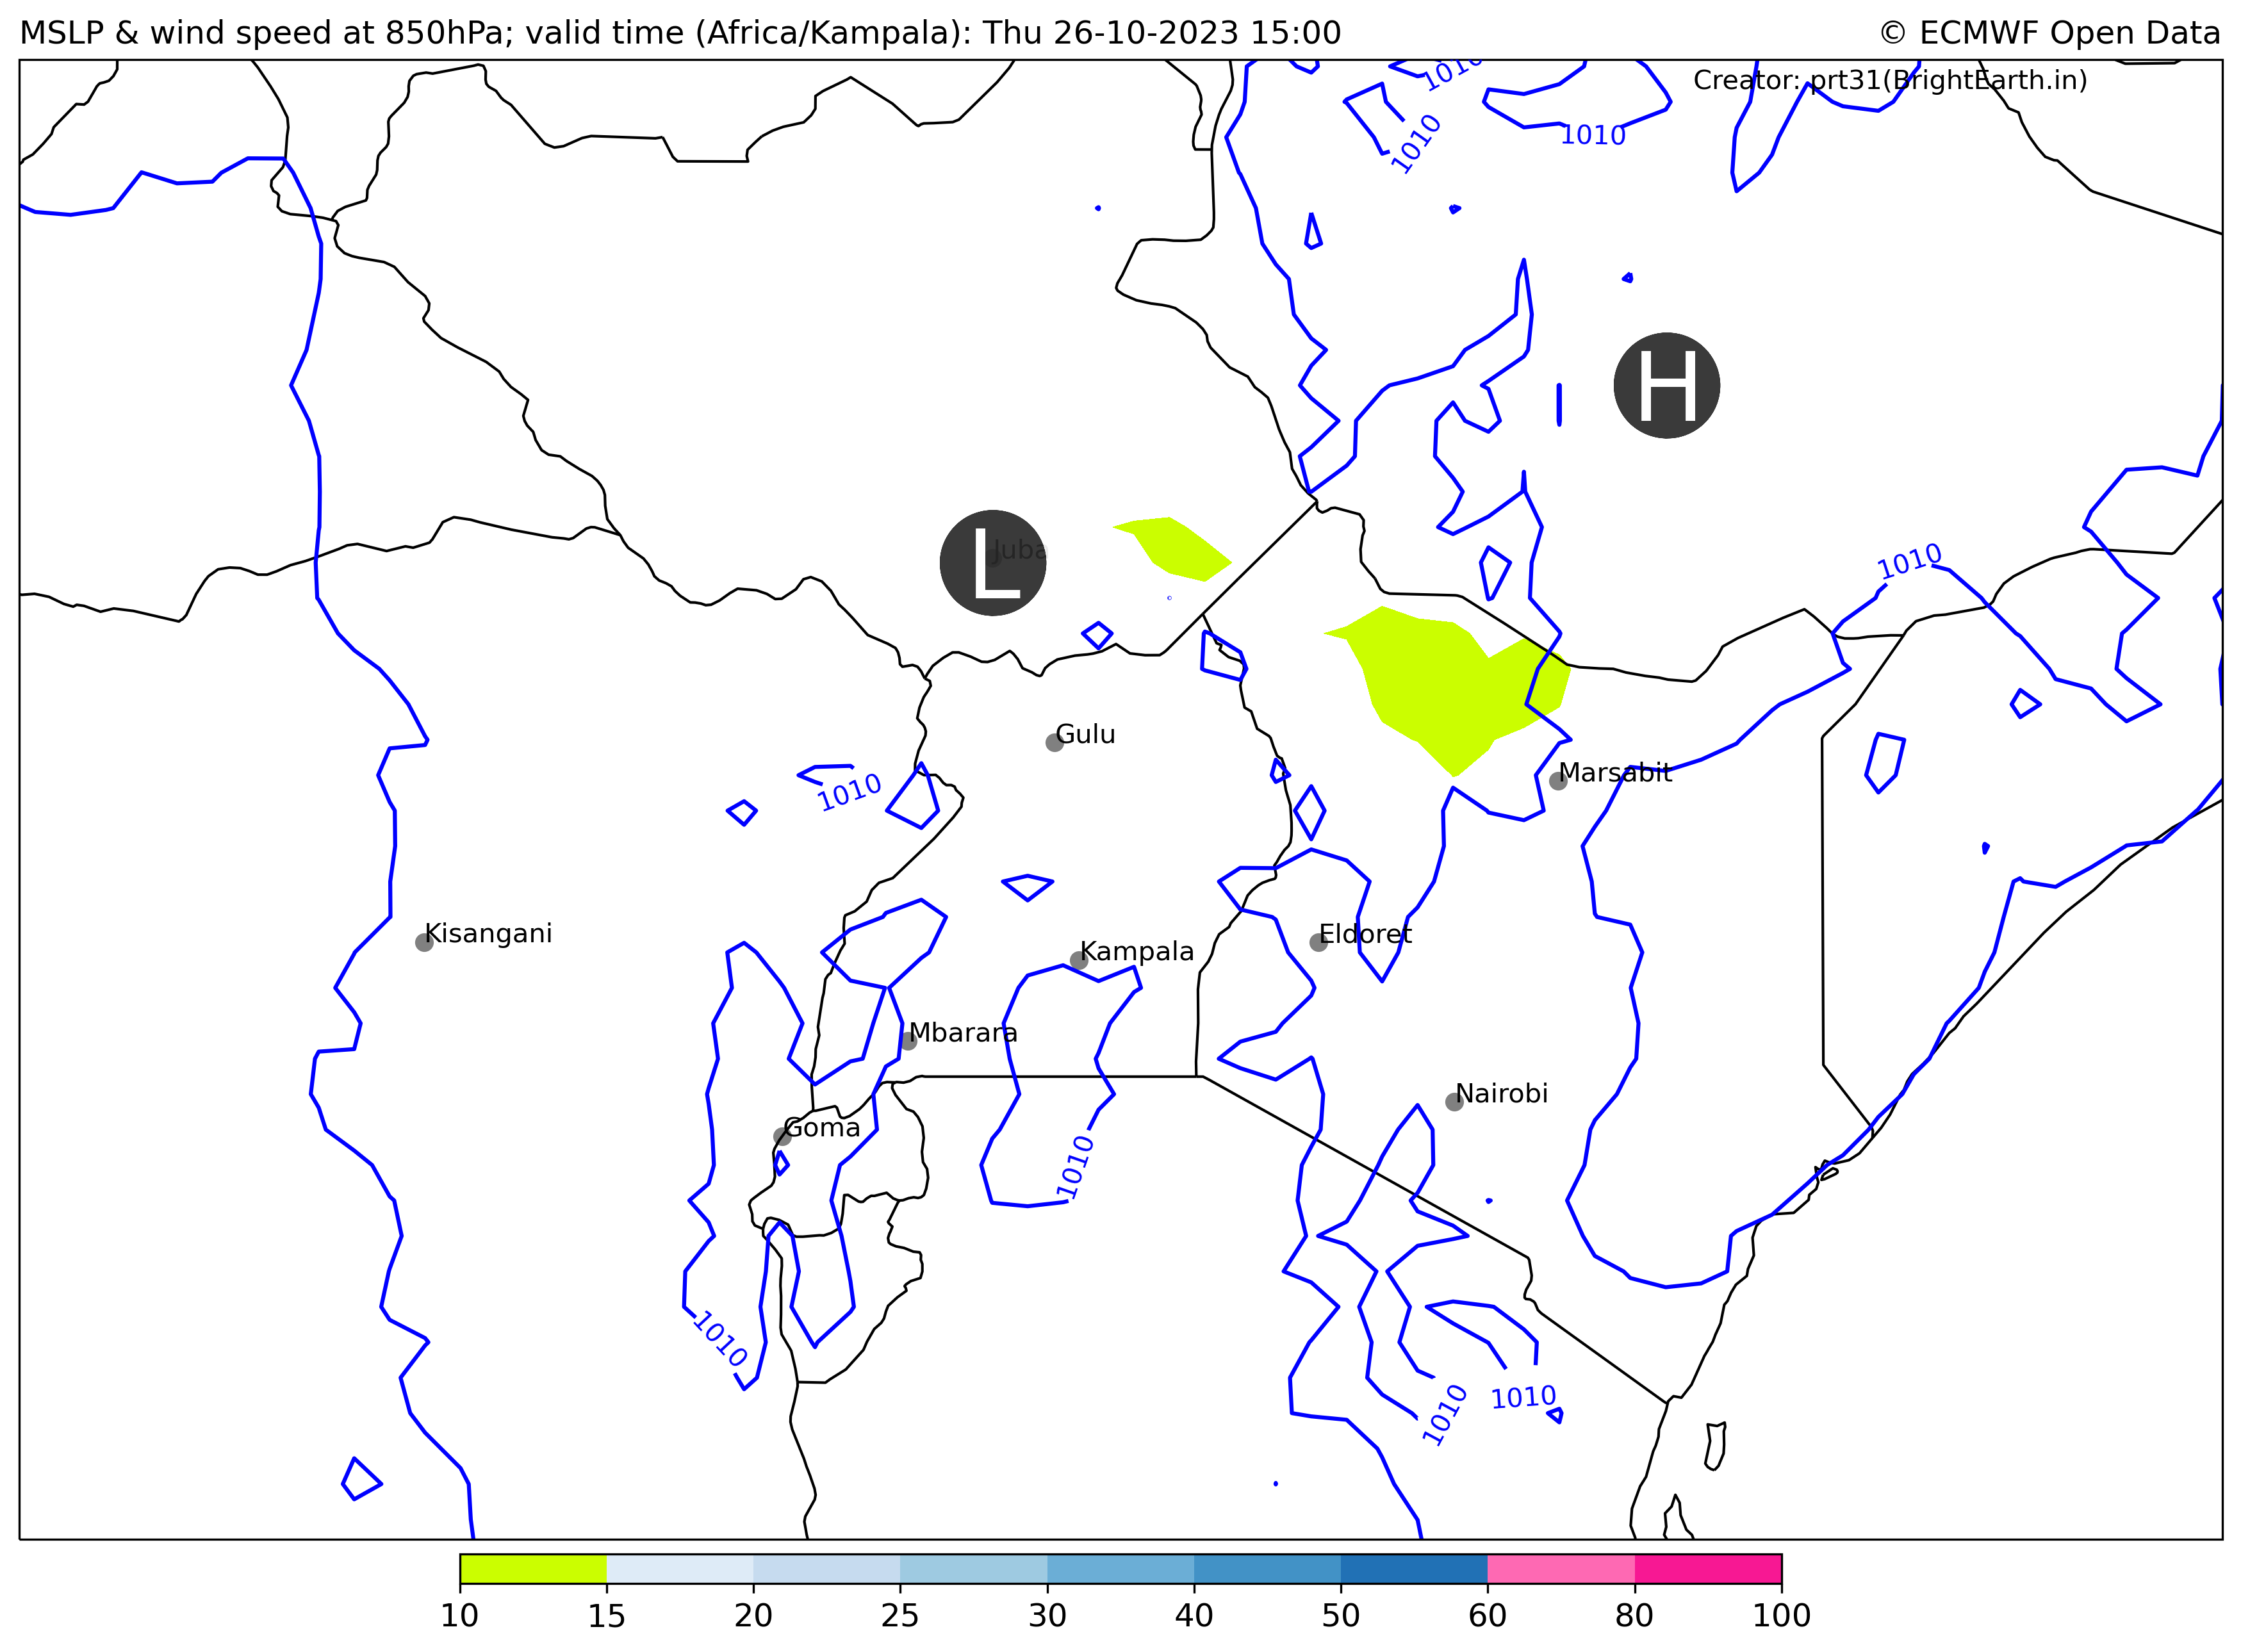 MSLP & wind speed at 850hPa; valid time (Africa/Kampala): Thu 26-10-2023 15:00
© ECMWF Open Data
1010
Creator: prt31(BrightEarth.in)
1010
1010
H
L
Juba
1010
Gulu
Marsabit
1010
Kisangani
Eldoret
Kampala
Mbarara
Nairobi
Goma
1010
1010
1010
1010
10 15 20 25 30 40 50 60 80 100